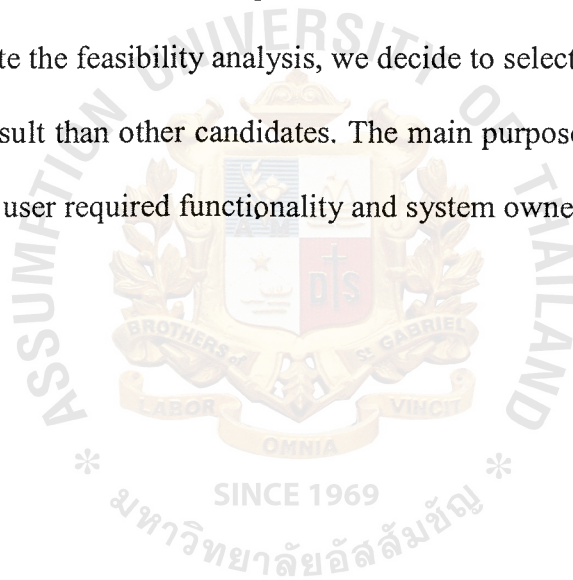 te the feasibility analysis, we decide to select
sult than other candidates. The main purpose
user required functionality and system owne
ASSUMPTION UNIVERSITY OF THAILAND
DS
BROTHERS of ST GABRIEL
LABOR
VINCIT
OMNIA
SINCE 1969
มหาวิทยาลัยอัสสัมชัญ